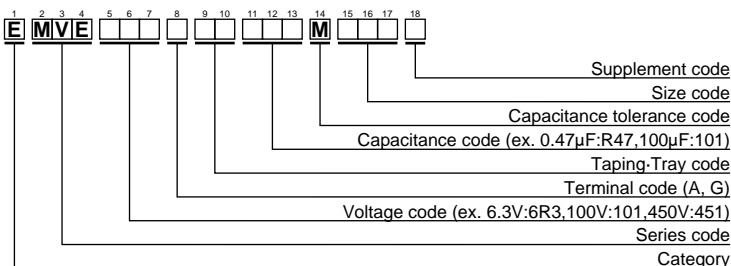 1 2 3 4 5 6 7 8 9 10 11 12 13 14 15 16 17 18
E M V E M
Supplement code
Size code
Capacitance tolerance code
Capacitance code (ex. 0.47μF:R47,100μF:101)
Taping·Tray code
Terminal code (A, G)
Voltage code (ex. 6.3V:6R3,100V:101,450V:451)
Series code
Category